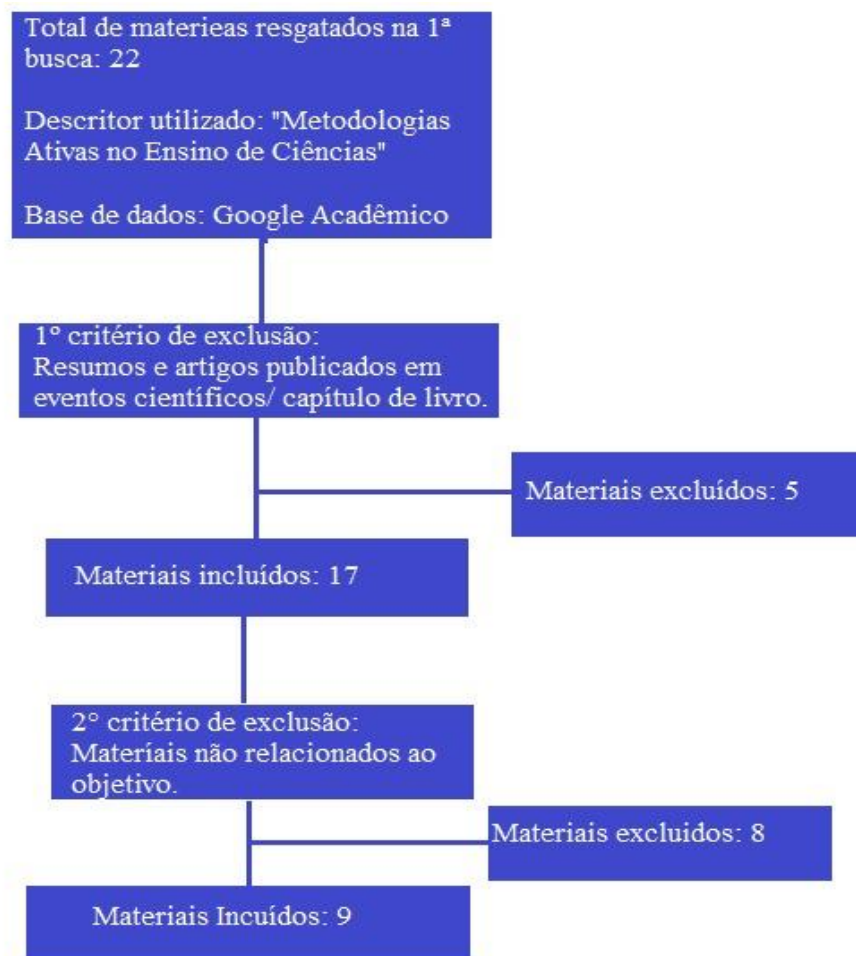 Total de materieas resgatados na 1ª
busca: 22
Descritor utilizado: "Metodologias
Ativas no Ensino de Ciências"
Base de dados: Google Acadêmico
1º critério de exclusão:
Resumos e artigos publicados em
eventos científicos/ capítulo de livro.
Materiais excluídos: 5
Materiais incluídos: 17
2° critério de exclusão:
Materíais não relacionados ao
objetivo.
Materiais excluidos: 8
Materiais Incuídos: 9